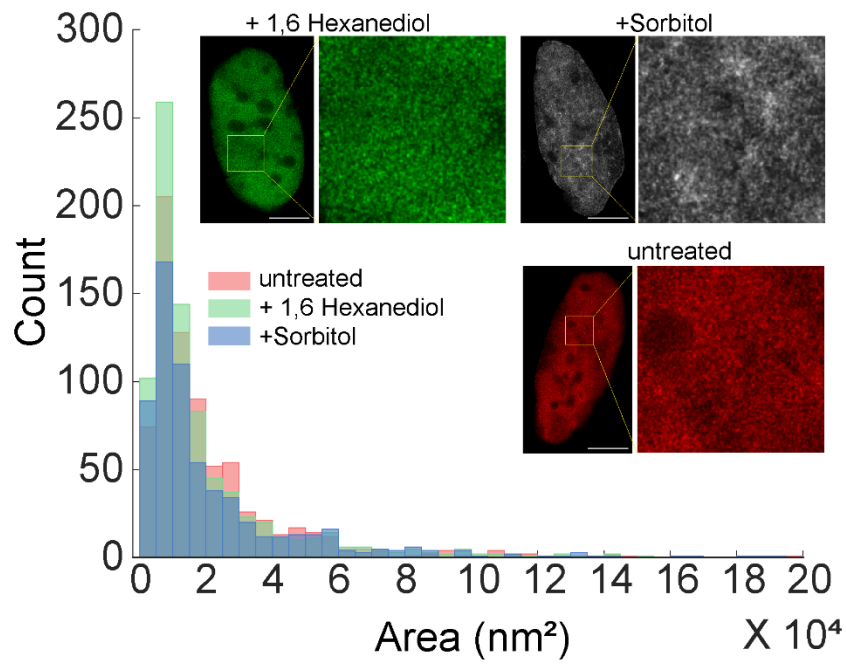 + 1,6 Hexanediol
+Sorbitol
untreated
untreated
+ 1,6 Hexanediol
+Sorbitol
Count
300
250
200
150
100
50
0
0 2 4 6 8 10 12 14 16 18 20
Area (nm²)
X 10⁴